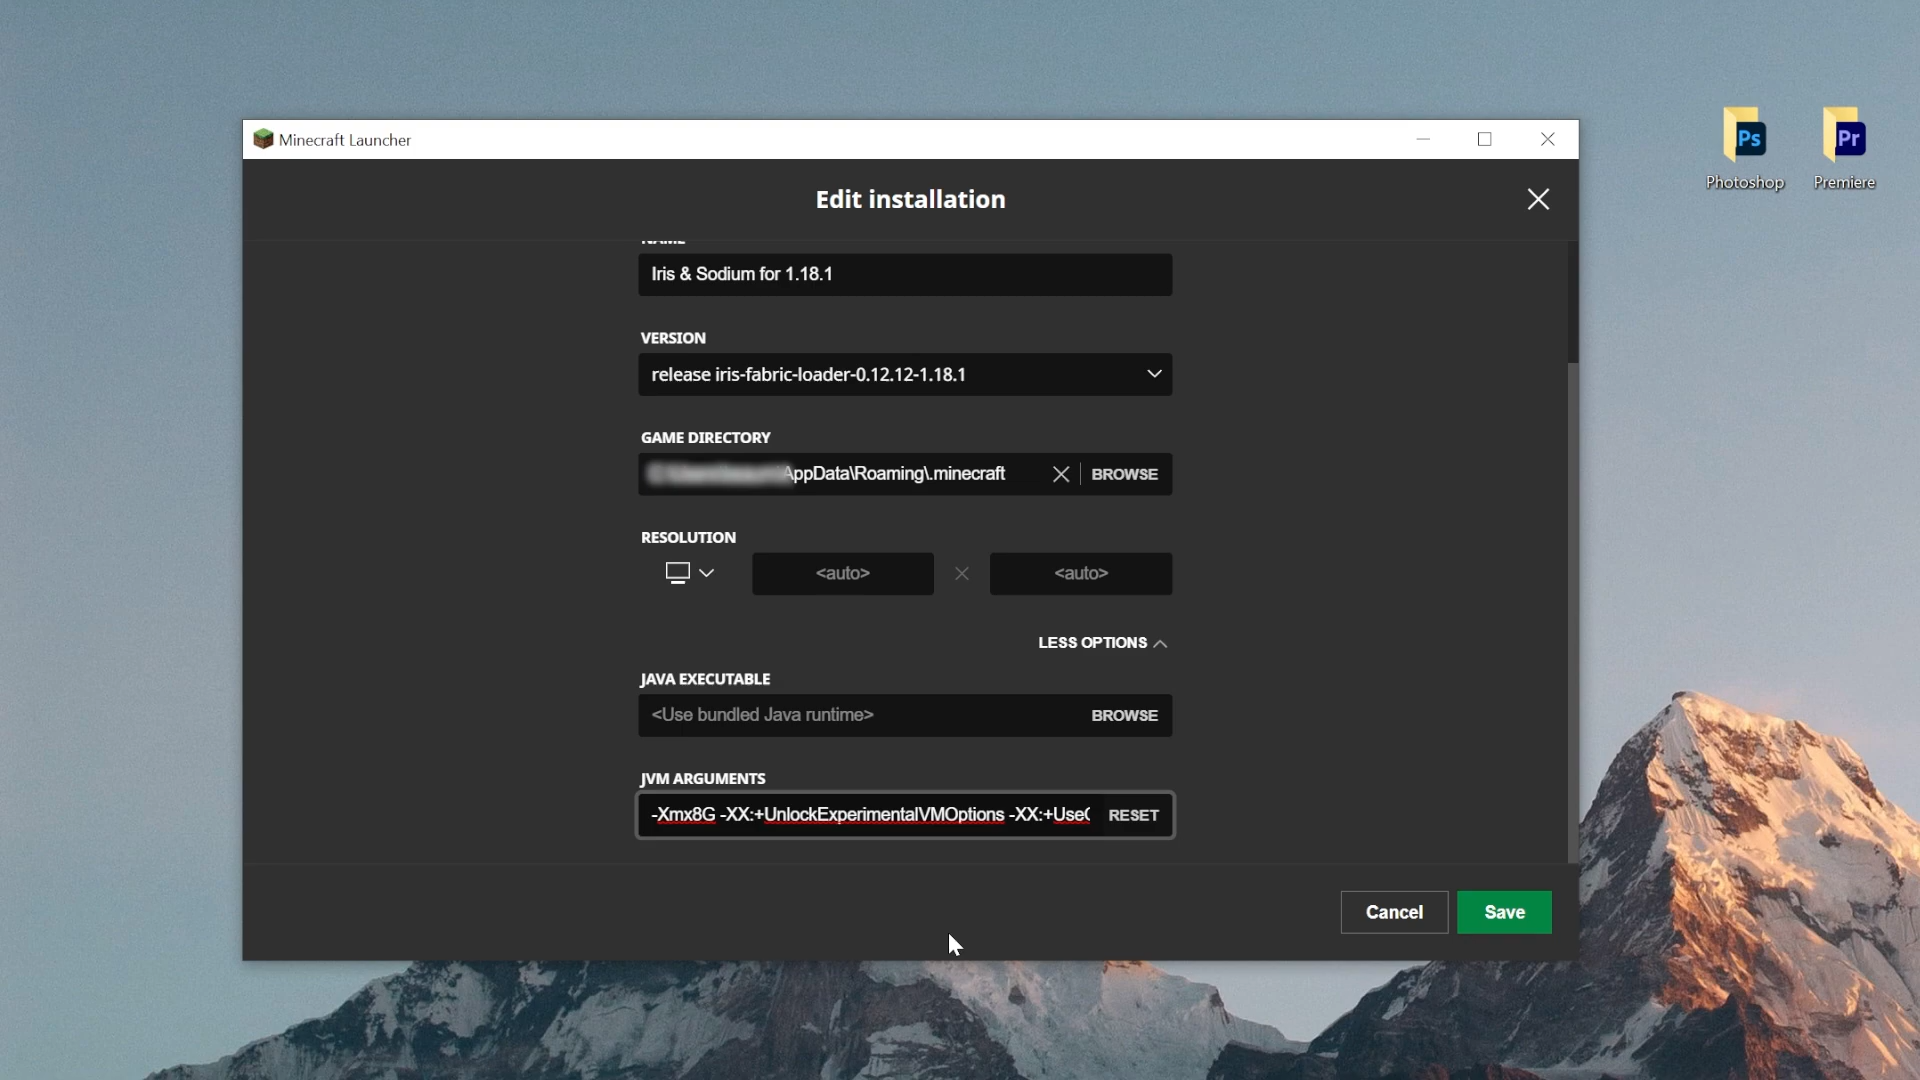 Minecraft Launcher
Edit installation
NAME
Iris & Sodium for 1.18.1
VERSION
release iris-fabric-loader-0.12.12-1.18.1
GAME DIRECTORY
AppData\Roaming\.minecraft
BROWSE
RESOLUTION
<auto>
<auto>
LESS OPTIONS
JAVA EXECUTABLE
<Use bundled Java runtime>
BROWSE
JVM ARGUMENTS
-Xmx8G -XX:+UnlockExperimentalVMOptions -XX:+Use
RESET
Cancel
Save
Ps
Photoshop
Pr
Premiere